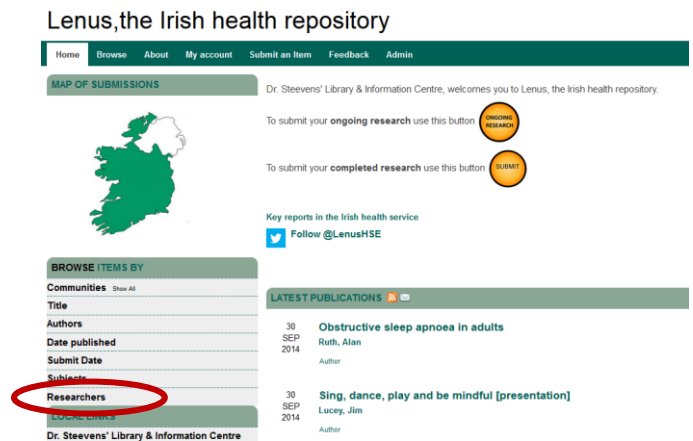 Lenus,the Irish health repository
Home Browse About My account Submit an Item Feedback Admin
MAP OF SUBMISSIONS
Dr. Steevens' Library & Information Centre, welcomes you to Lenus, the Irish health repository.
To submit your ongoing research use this button
ONGOING
RESEARCH
To submit your completed research use this button
SUBMIT
Key reports in the Irish health service
Follow @LenusHSE
BROWSE ITEMS BY
Communities Show All
Title
Authors
Date published
Submit Date
Subjects
Researchers
LOCAL LINKS
Dr. Steevens' Library & Information Centre
LATEST PUBLICATIONS
30
SEP
2014
Obstructive sleep apnoea in adults
Ruth, Alan
Author
30
SEP
2014
Sing, dance, play and be mindful [presentation]
Lucey, Jim
Author